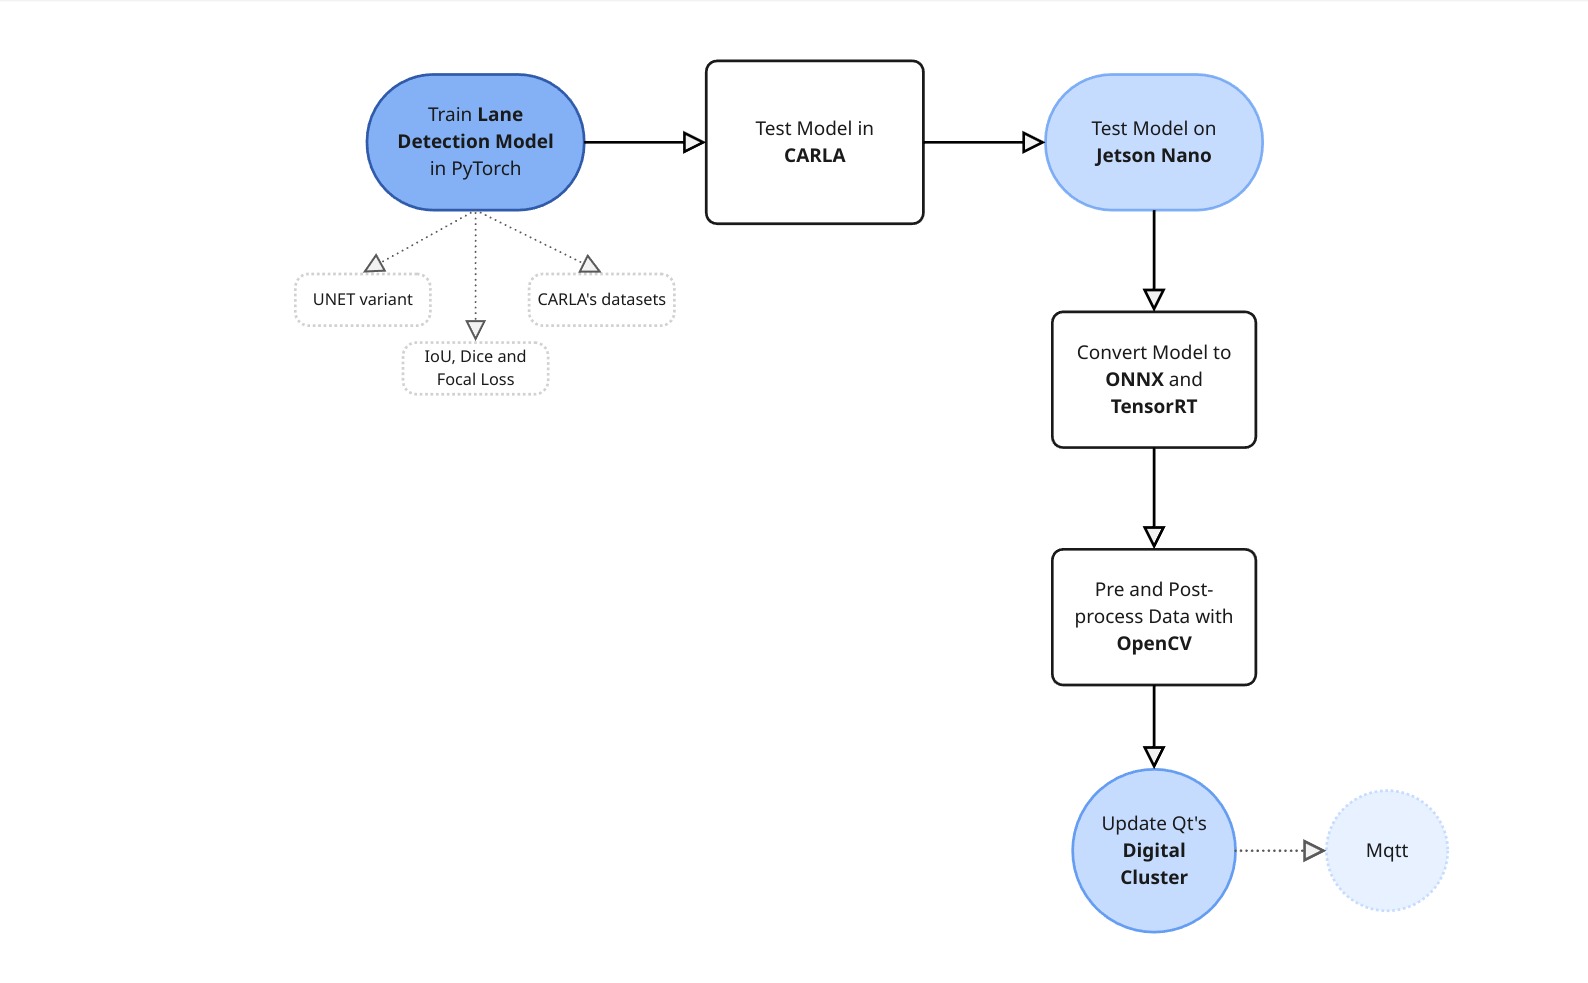 Train Lane
Detection Model
in PyTorch
Test Model in
CARLA
Test Model on
Jetson Nano
UNET variant
CARLA's datasets
IoU, Dice and
Focal Loss
Convert Model to
ONNX and
TensorRT
Pre and Post-
process Data with
OpenCV
Update Qt's
Digital
Cluster
Mqtt